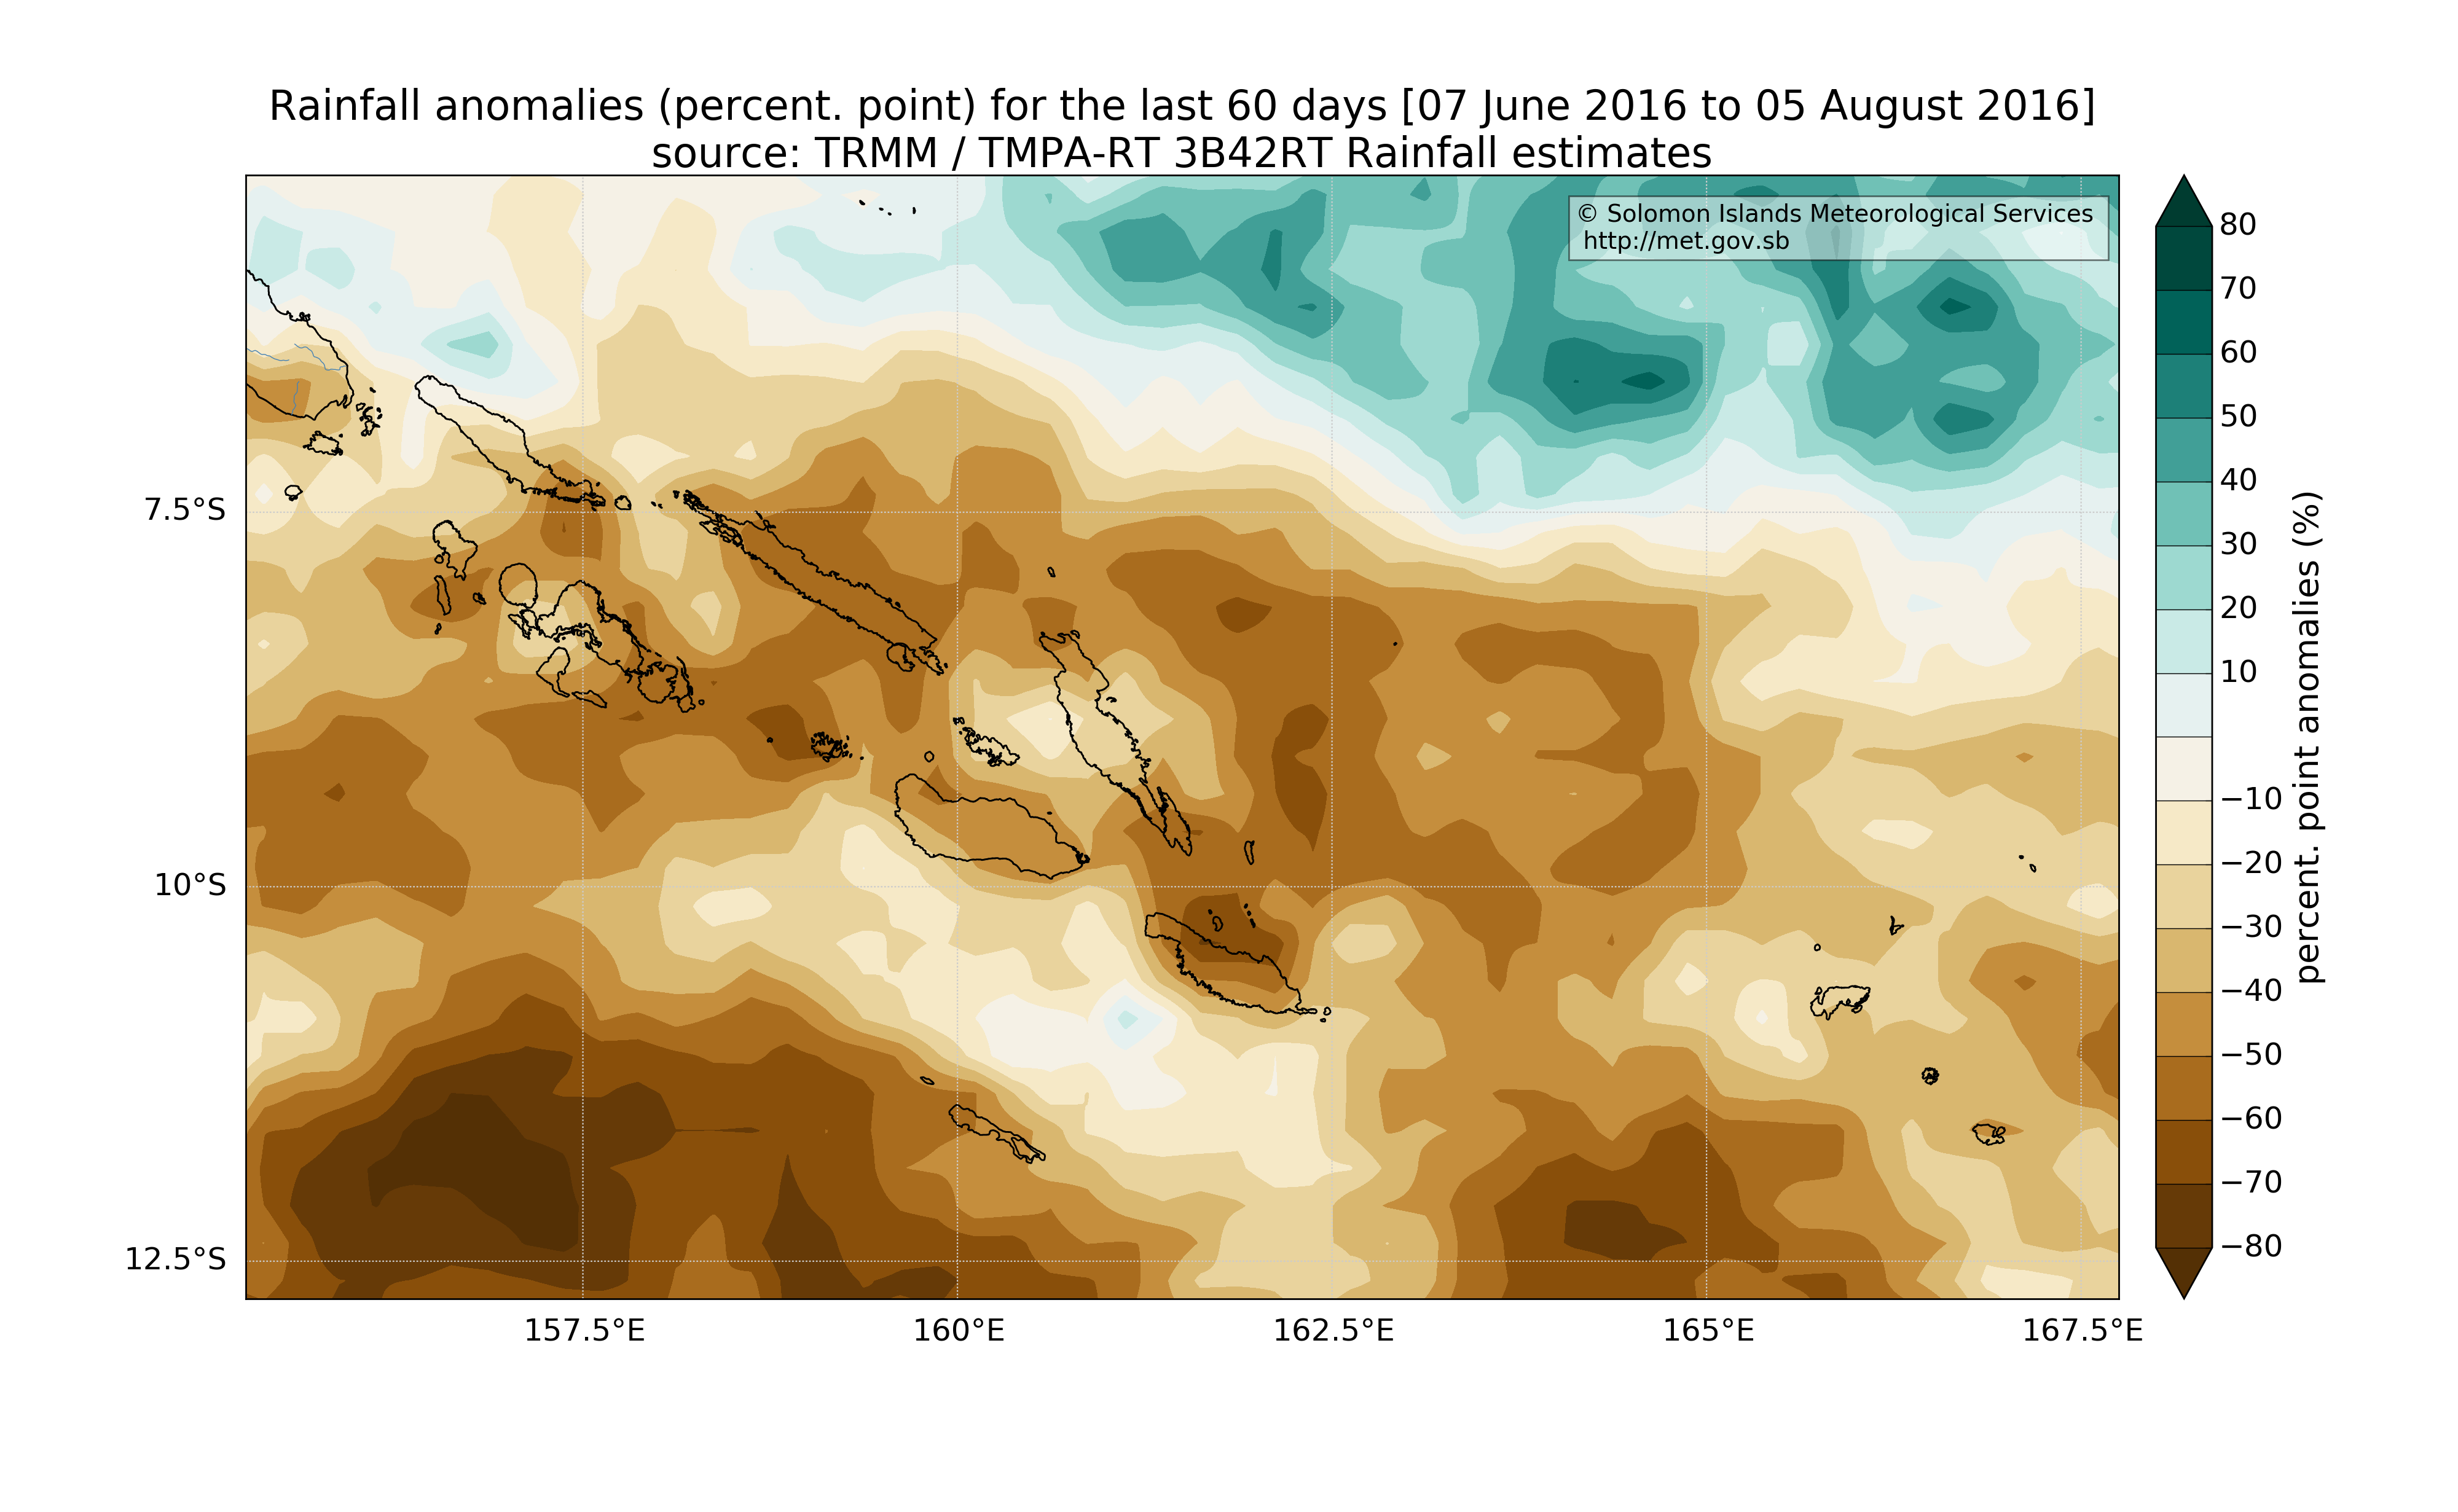 Rainfall anomalies (percent. point) for the last 60 days [07 June 2016 to 05 August 2016]
source: TRMM / TMPA-RT 3B42RT Rainfall estimates
© Solomon Islands Meteorological Services
http://met.gov.sb
7.5°S
10°S
12.5°S
157.5°E
160°E
162.5°E
165°E
167.5°E
80
70
60
50
40
30
20
10
−10
−20
−30
−40
−50
−60
−70
−80
percent. point anomalies (%)